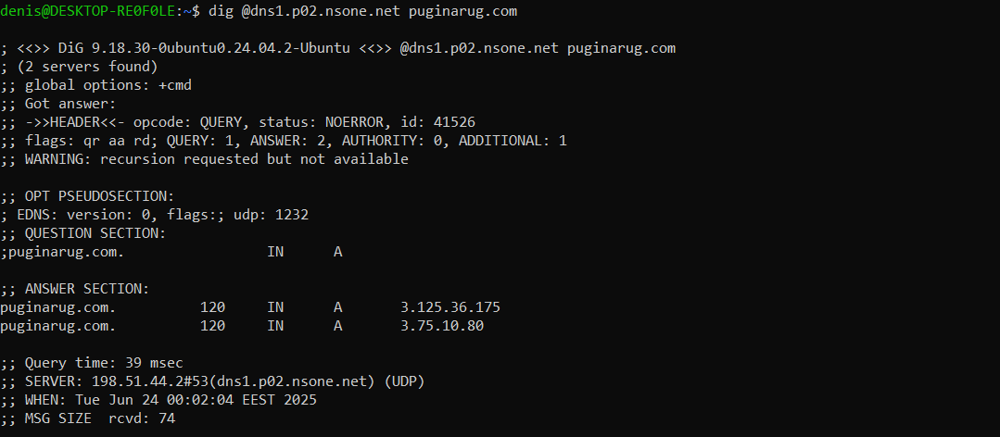 denis@DESKTOP-RE0F0LE:~$ dig @dns1.p02.nsone.net puginarug.com
; <<>> DiG 9.18.30-0ubuntu0.24.04.2-Ubuntu <<>> @dns1.p02.nsone.net puginarug.com
; (2 servers found)
;; global options: +cmd
;; Got answer:
;; ->>HEADER<<- opcode: QUERY, status: NOERROR, id: 41526
;; flags: qr aa rd; QUERY: 1, ANSWER: 2, AUTHORITY: 0, ADDITIONAL: 1
;; WARNING: recursion requested but not available
;; OPT PSEUDOSECTION:
; EDNS: version: 0, flags:; udp: 1232
;; QUESTION SECTION:
;puginarug.com. IN A
;; ANSWER SECTION:
puginarug.com. 120 IN A 3.125.36.175
puginarug.com. 120 IN A 3.75.10.80
;; Query time: 39 msec
;; SERVER: 198.51.44.2#53(dns1.p02.nsone.net) (UDP)
;; WHEN: Tue Jun 24 00:02:04 EEST 2025
;; MSG SIZE rcvd: 74